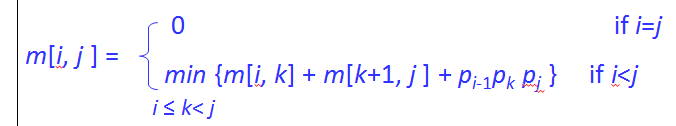 0 if i=j
m[i, j ] =
min {m[i, k] + m[k+1, j ] + pᵢ₋₁pₖ pⱼ } if i<j
i ≤ k< j